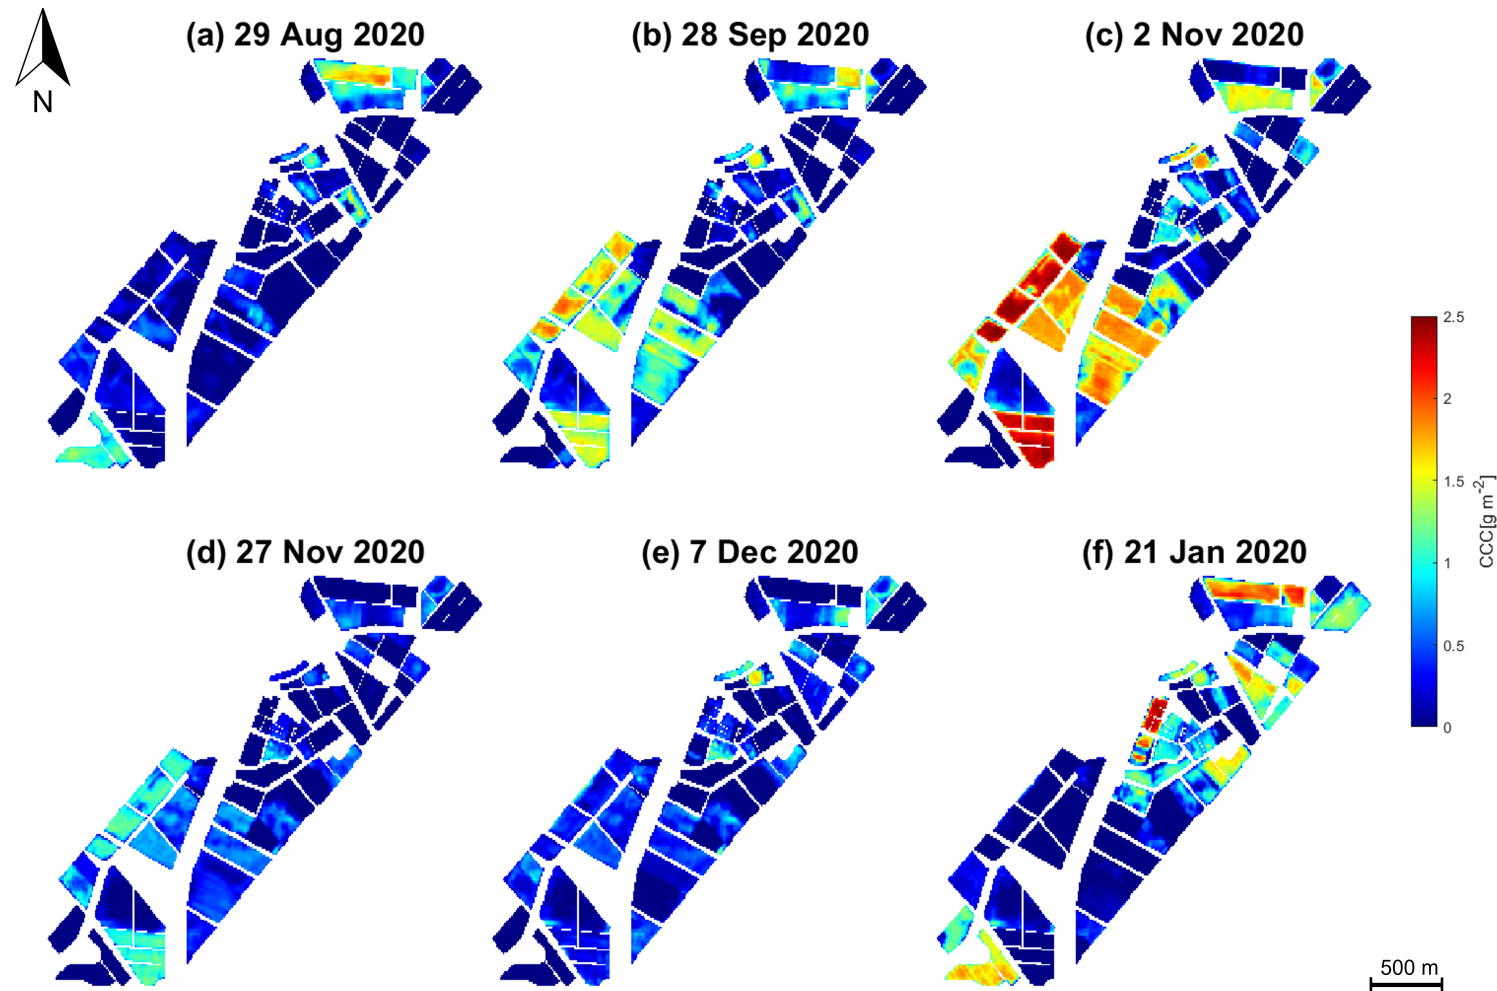 (a) 29 Aug 2020
(b) 28 Sep 2020
(c) 2 Nov 2020
N
2.5
2
1.5
1
0.5
0
CCC[g m-2]
(d) 27 Nov 2020
(e) 7 Dec 2020
(f) 21 Jan 2020
500 m